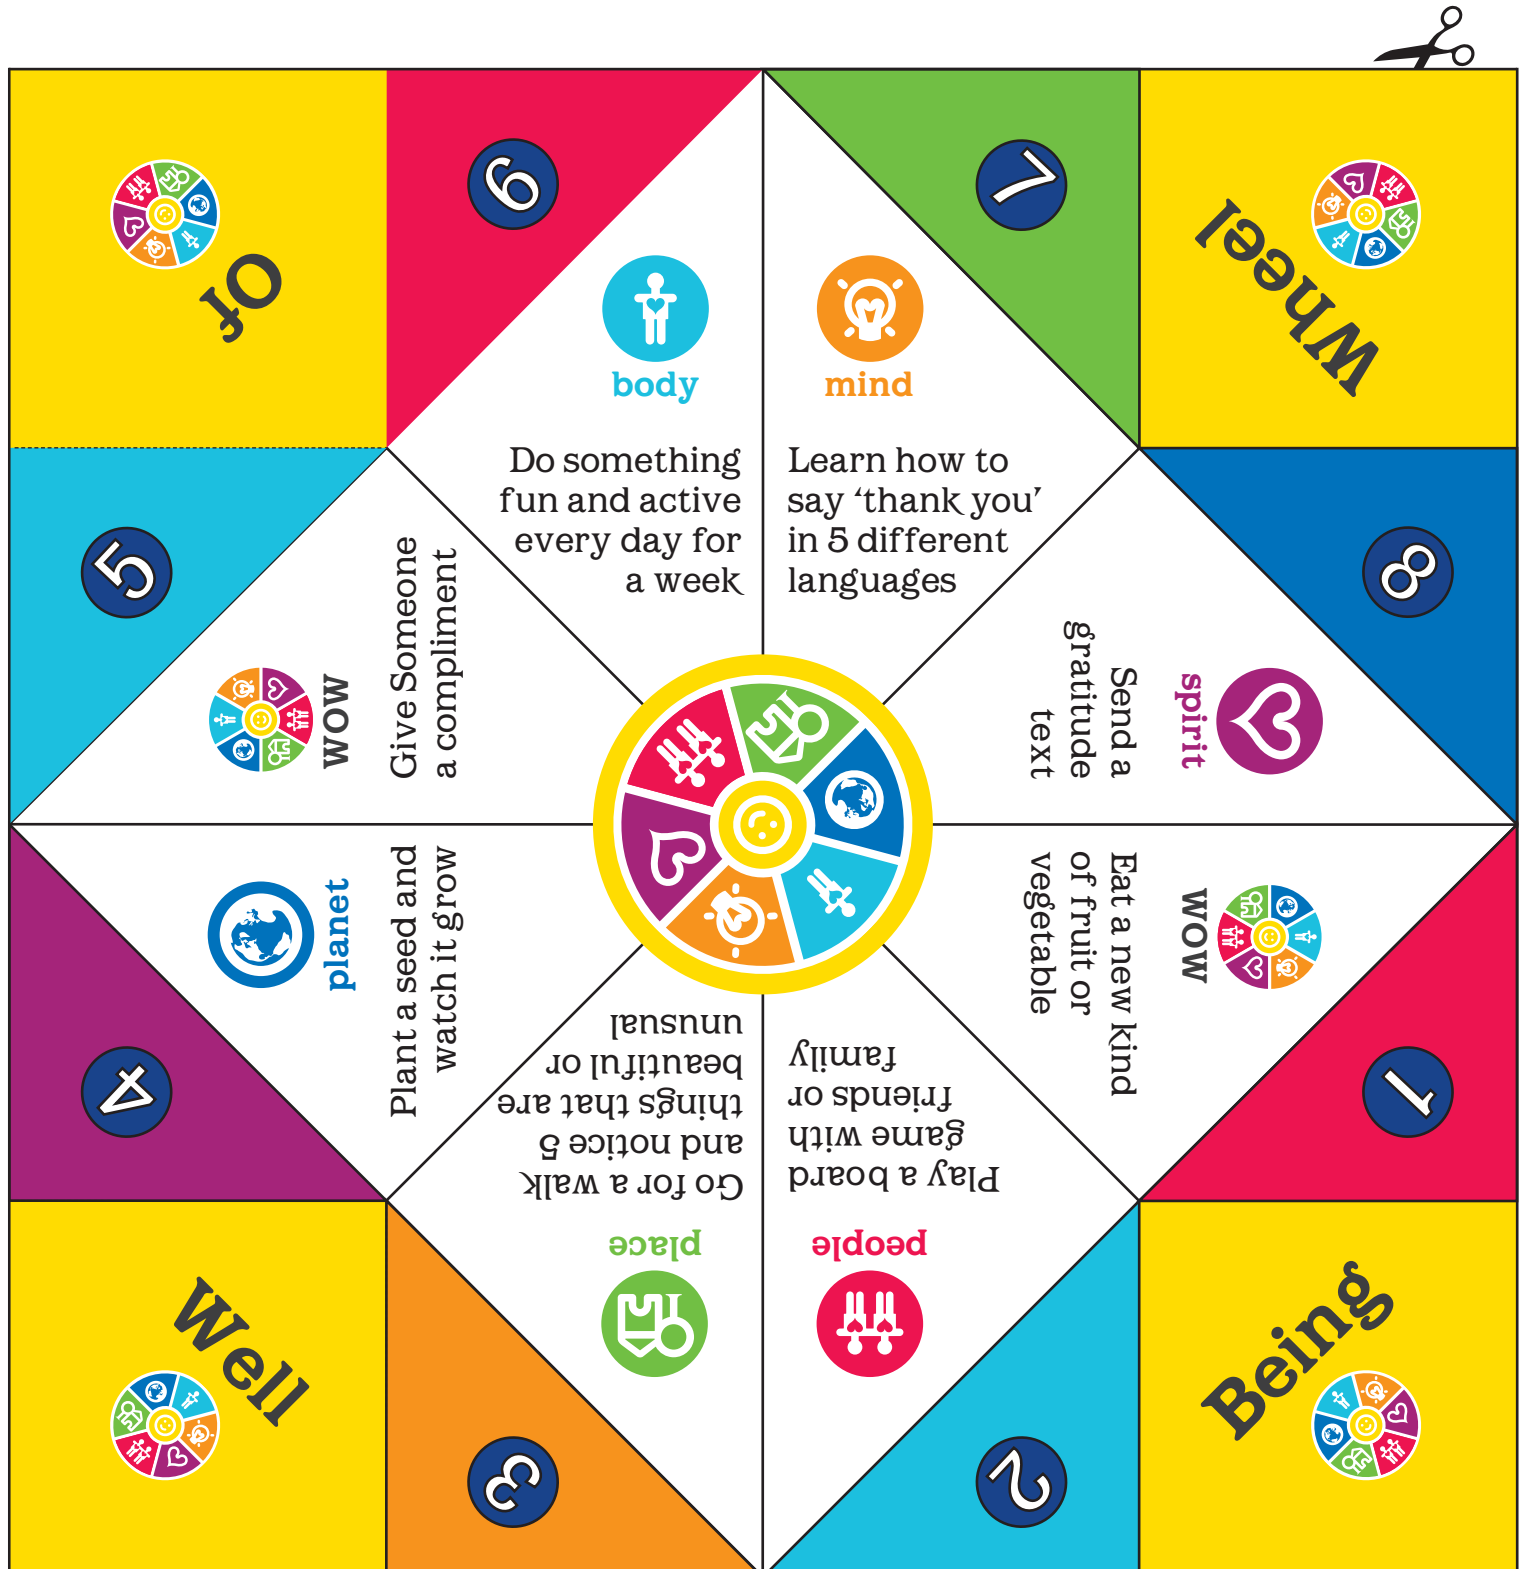 Wheel
Of
Well
Being
6
7
8
1
2
3
4
5
body
Do something
fun and active
every day for
a week
mind
Learn how to
say ‘thank you’
in 5 different
languages
spirit
Send a
gratitude
text
wow
Eat a new kind
of fruit or
vegetable
people
Play a board
game with
friends or
family
place
Go for a walk
and notice 5
things that are
beautiful or
unusual
planet
Plant a seed and
watch it grow
wow
Give Someone
a compliment